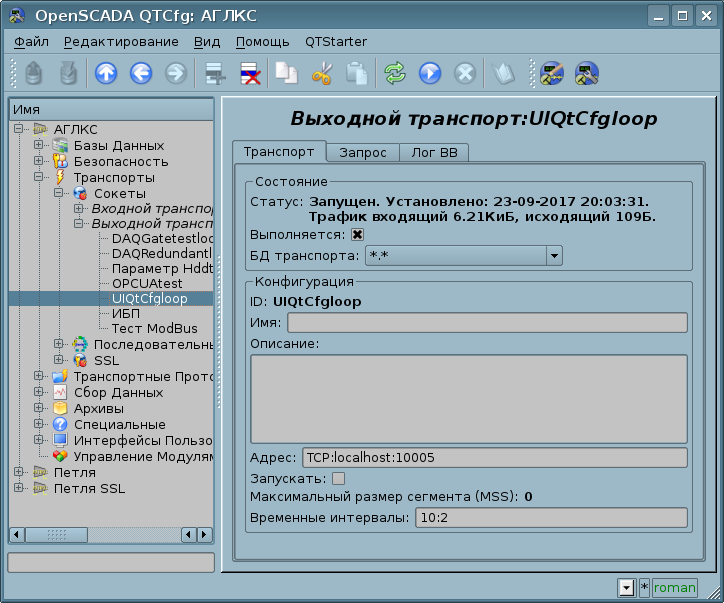 OpenSCADA QTCfg: АГЛКС
Файл Редактирование Вид Помощь QTStarter
Имя
АГЛКС
Базы Данных
Безопасность
Транспорты
Сокеты
Входной транспо
Выходной трансп
DAQGatetestloo
DAQRedundantl
Параметр Hddt
OPCUAtest
UIQtCfgloop
ИБП
Тест ModBus
Последовательн
SSL
Транспортные Прото
Сбор Данных
Архивы
Специальные
Интерфейсы Пользо
Управление Модулям
Петля
Петля SSL
Выходной транспорт:UIQtCfgloop
Транспорт Запрос Лог ВВ
Состояние
Статус: Запущен. Установлено: 23-09-2017 20:03:31.
Трафик входящий 6.21КиБ, исходящий 109Б.
Выполняется:
БД транспорта: *.*
Конфигурация
ID: UIQtCfgloop
Имя:
Описание:
Адрес: TCP:localhost:10005
Запускать:
Максимальный размер сегмента (MSS): 0
Временные интервалы: 10:2
* roman